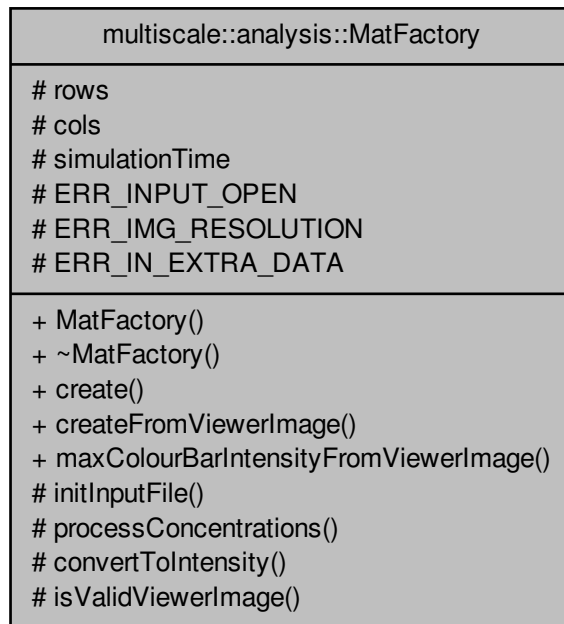 multiscale::analysis::MatFactory
# rows
# cols
# simulationTime
# ERR_INPUT_OPEN
# ERR_IMG_RESOLUTION
# ERR_IN_EXTRA_DATA
+ MatFactory()
+ ~MatFactory()
+ create()
+ createFromViewerImage()
+ maxColourBarIntensityFromViewerImage()
# initInputFile()
# processConcentrations()
# convertToIntensity()
# isValidViewerImage()